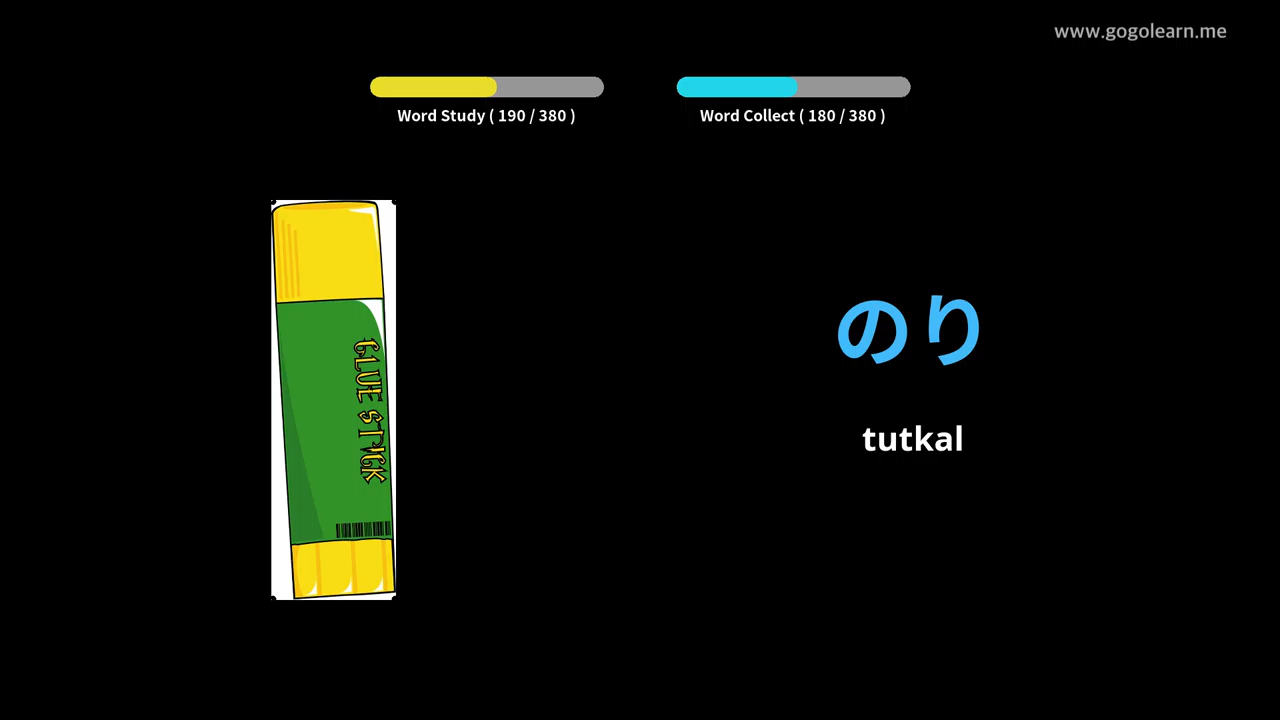 www.gogolearn.me
Word Study ( 190 / 380 )
Word Collect ( 180 / 380 )
GLUE STICK
のり
tutkal